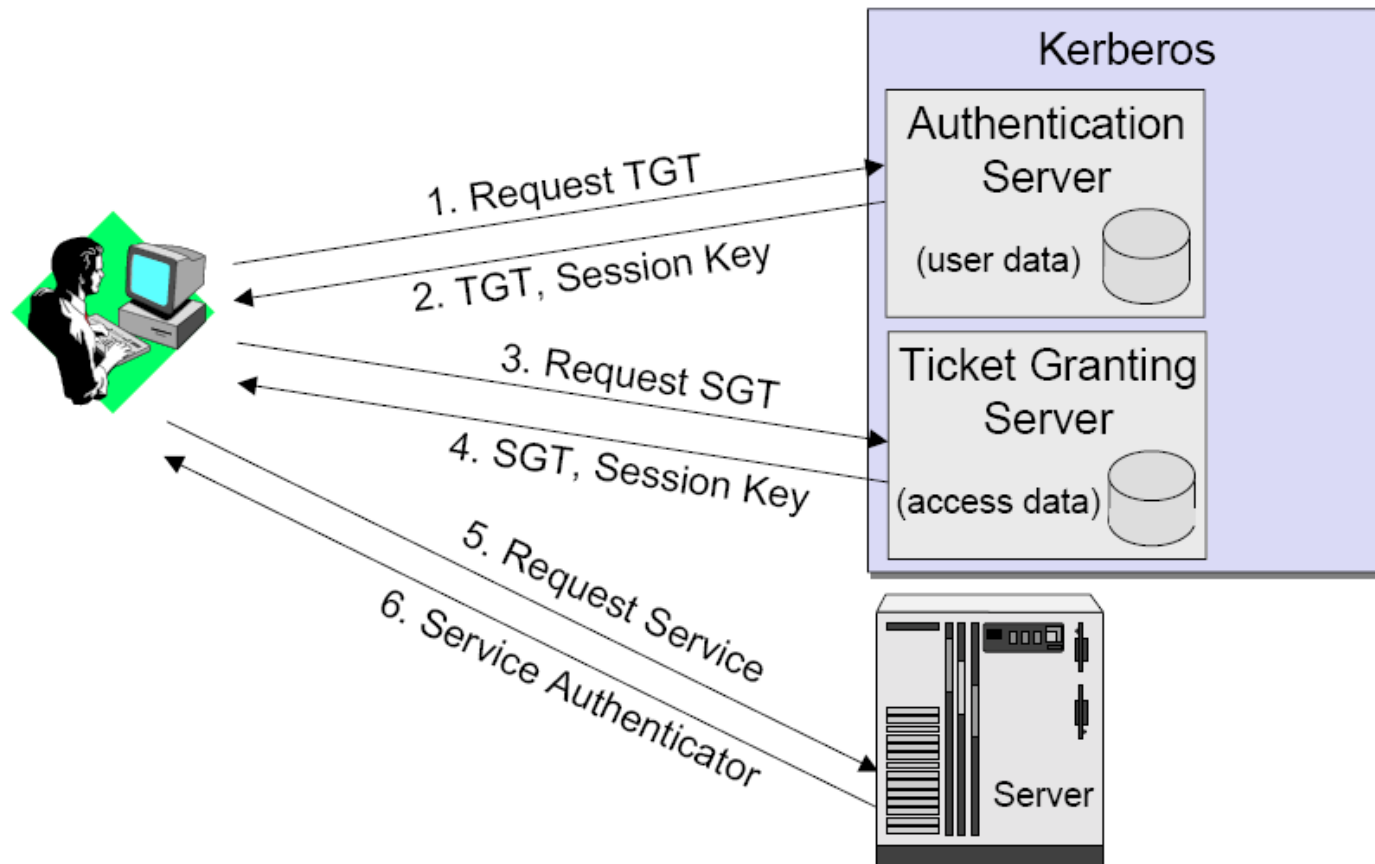 Kerberos
Authentication
Server
(user data)
1. Request TGT
2. TGT, Session Key
Ticket Granting
Server
(access data)
3. Request SGT
4. SGT, Session Key
5. Request Service
6. Service Authenticator
Server